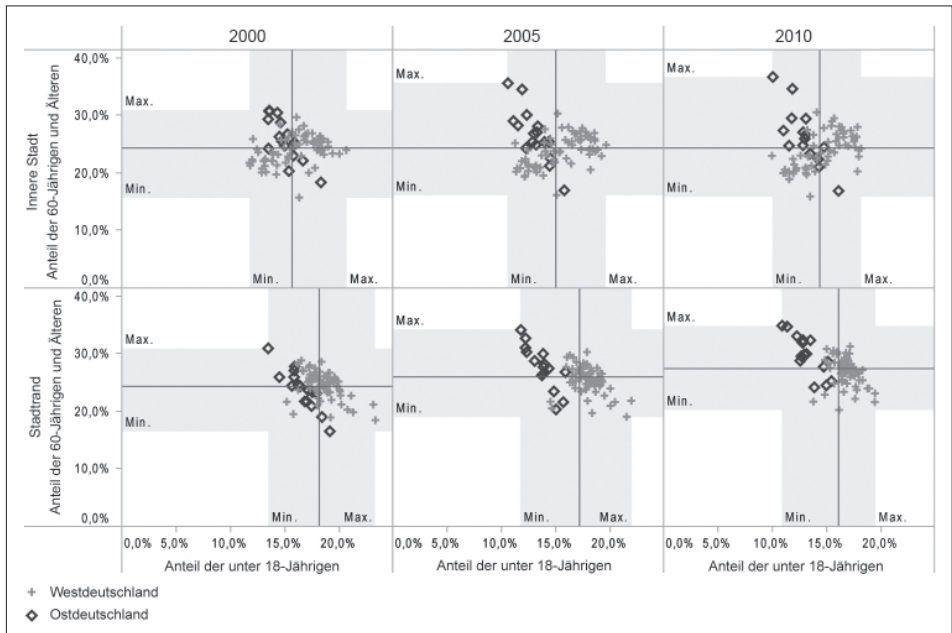 2000 2005 2010
Innere Stadt
Anteil der 60-Jährigen und Älteren
40,0%
30,0%
20,0%
10,0%
0,0%
Max. Max. Max.
Min. Min. Min.
Min. Max. Min. Max. Min. Max.
Stadtrand
Anteil der 60-Jährigen und Älteren
40,0%
30,0%
20,0%
10,0%
0,0%
Max. Max. Max.
Min. Min. Min.
Min. Max. Min. Max. Min. Max.
0,0% 5,0% 10,0% 15,0% 20,0% 0,0% 5,0% 10,0% 15,0% 20,0% 0,0% 5,0% 10,0% 15,0% 20,0%
Anteil der unter 18-Jährigen Anteil der unter 18-Jährigen Anteil der unter 18-Jährigen
Westdeutschland
Ostdeutschland